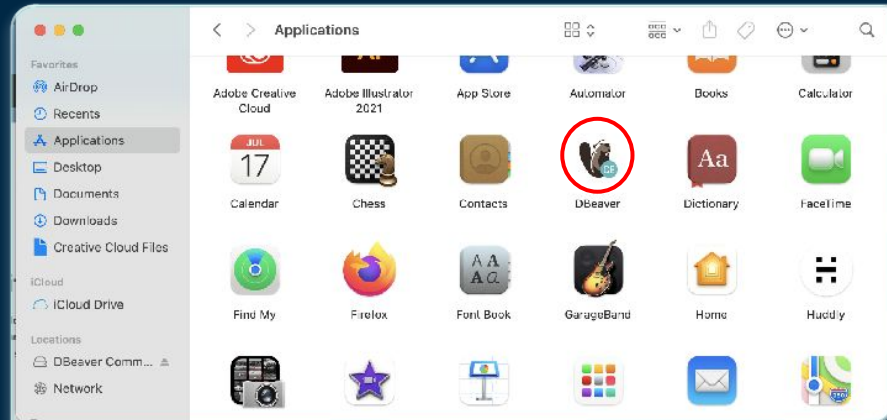 Applications
Favorites
AirDrop
Recents
Applications
Desktop
Documents
Downloads
Creative Cloud Files
iCloud
iCloud Drive
Locations
DBeaver Comm...
Network
Adobe Creative
Cloud
Adobe Illustrator
2021
App Store
Automator
Books
Calculator
JUL
17
CE
Aa
Calendar
Chess
Contacts
DBeaver
Dictionary
FaceTime
A A
A a
Find My
Firefox
Font Book
GarageBand
Home
Huddly
280